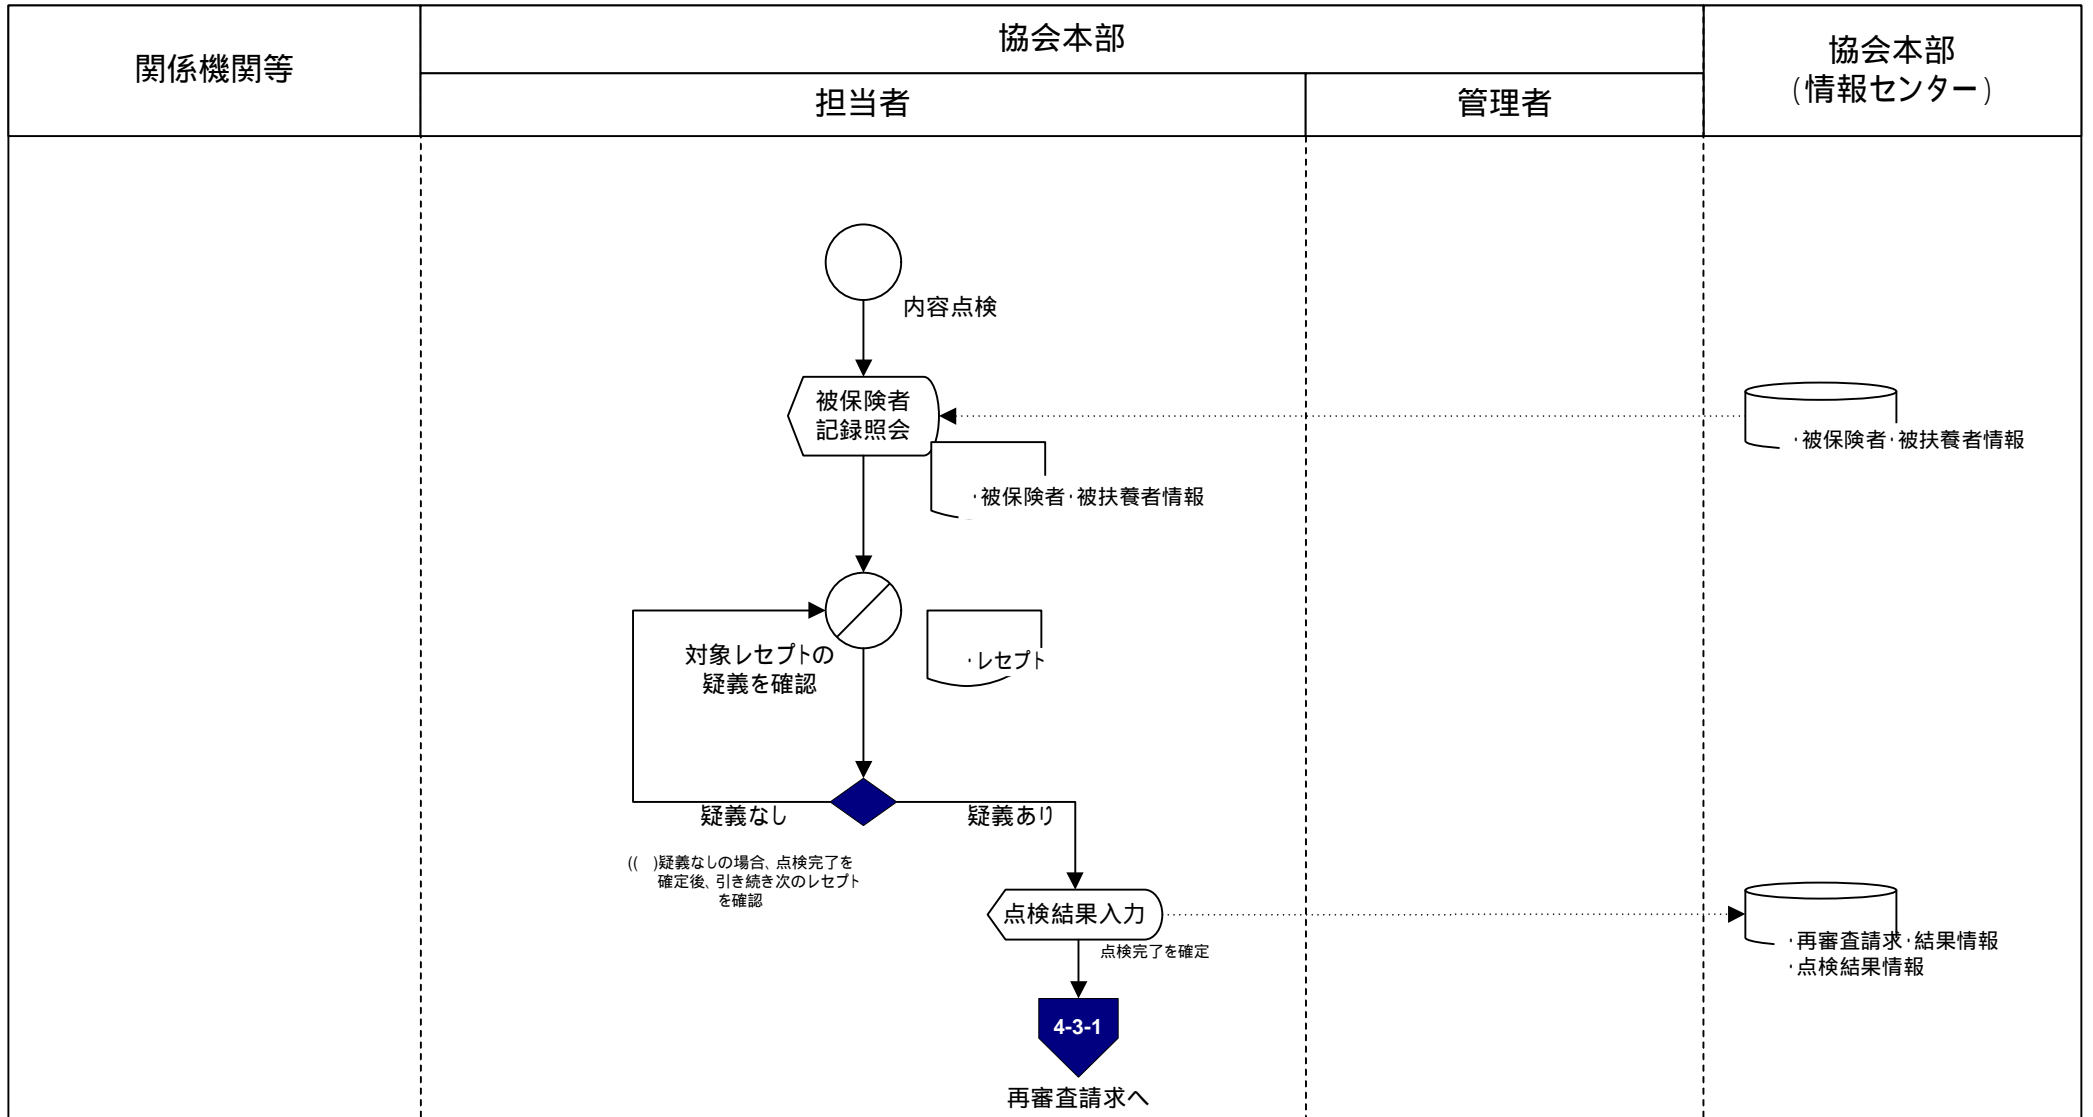 関係機関等
協会本部
担当者
管理者
協会本部
(情報センター)
内容点検
被保険者
記録照会
・被保険者・被扶養者情報
・被保険者・被扶養者情報
対象レセプトの
疑義を確認
・レセプト
疑義なし
疑義あり
(( )疑義なしの場合、点検完了を
確定後、引き続き次のレセプト
を確認
点検結果入力
点検完了を確定
・再審査請求・結果情報
・点検結果情報
4-3-1
再審査請求へ